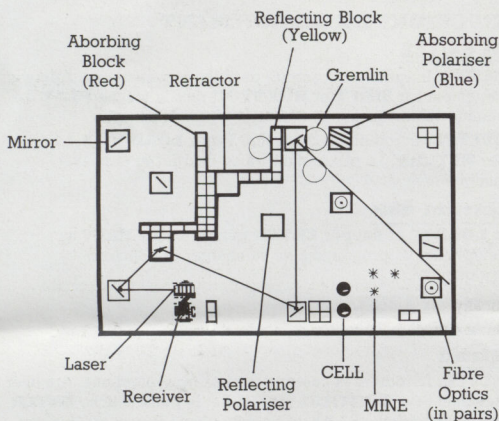 Reflecting Block
(Yellow)
Aborbing
Block
(Red)
Absorbing
Polariser
(Blue)
Refractor
Gremlin
Mirror
Laser
Receiver
Reflecting
Polariser
CELL
MINE
Fibre
Optics
(in pairs)